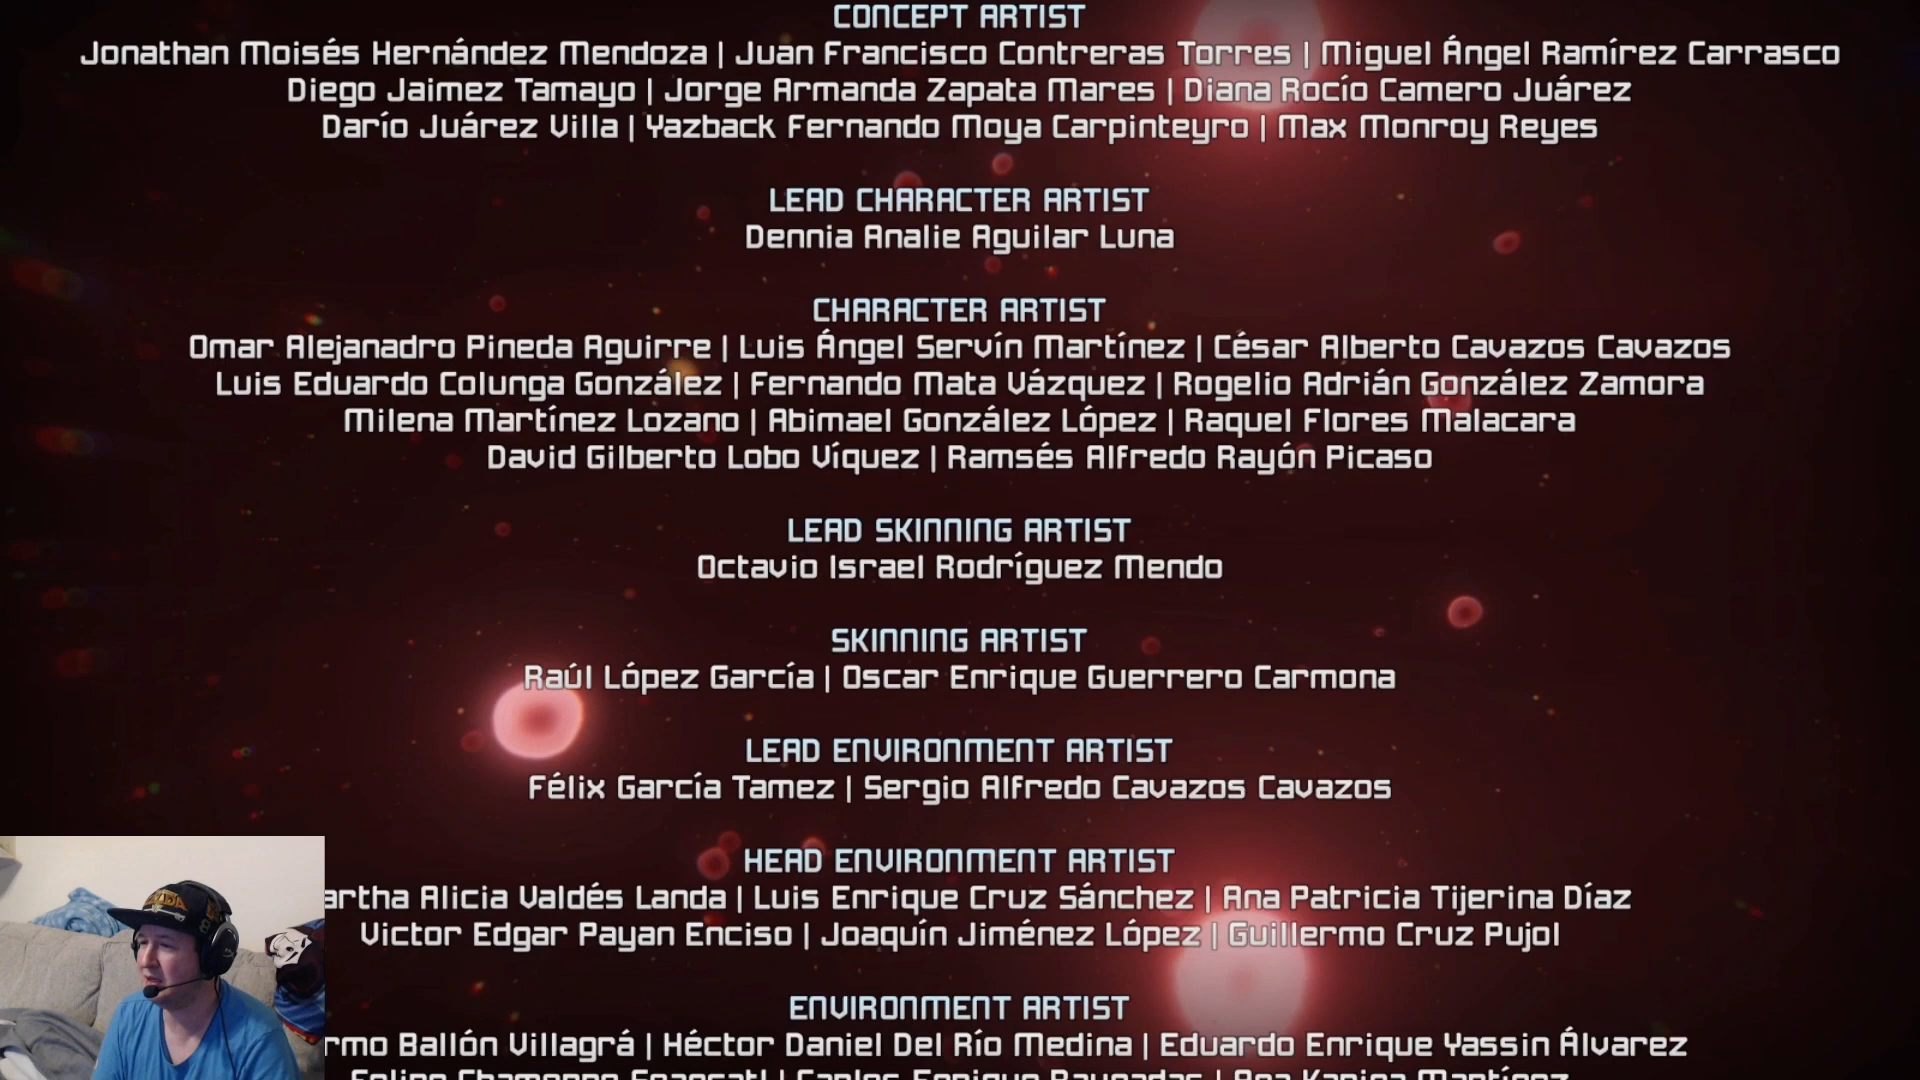 CONCEPT ARTIST
Jonathan Moisés Hernández Mendoza | Juan Francisco Contreras Torres | Miguel Ángel Ramírez Carrasco
Diego Jaimez Tamayo | Jorge Armanda Zapata Mares | Diana Rocío Camero Juárez
Darío Juárez Villa | Yazback Fernando Moya Carpinteyro | Max Monroy Reyes
LEAD CHARACTER ARTIST
Dennia Analie Aguilar Luna
CHARACTER ARTIST
Omar Alejanadro Pineda Aguirre | Luis Ángel Servín Martínez | César Alberto Cavazos Cavazos
Luis Eduardo Colunga González | Fernando Mata Vázquez | Rogelio Adrián González Zamora
Milena Martínez Lozano | Abimael González López | Raquel Flores Malacara
David Gilberto Lobo Víquez | Ramsés Alfredo Rayón Picaso
LEAD SKINNING ARTIST
Octavio Israel Rodríguez Mendo
SKINNING ARTIST
Raúl López García | Oscar Enrique Guerrero Carmona
LEAD ENVIRONMENT ARTIST
Félix García Tamez | Sergio Alfredo Cavazos Cavazos
HEAD ENVIRONMENT ARTIST
artha Alicia Valdés Landa | Luis Enrique Cruz Sánchez | Ana Patricia Tijerina Díaz
Victor Edgar Payan Enciso | Joaquín Jiménez López | Guillermo Cruz Pujol
ENVIRONMENT ARTIST
rmo Ballón Villagrá | Héctor Daniel Del Río Medina | Eduardo Enrique Yassin Álvarez